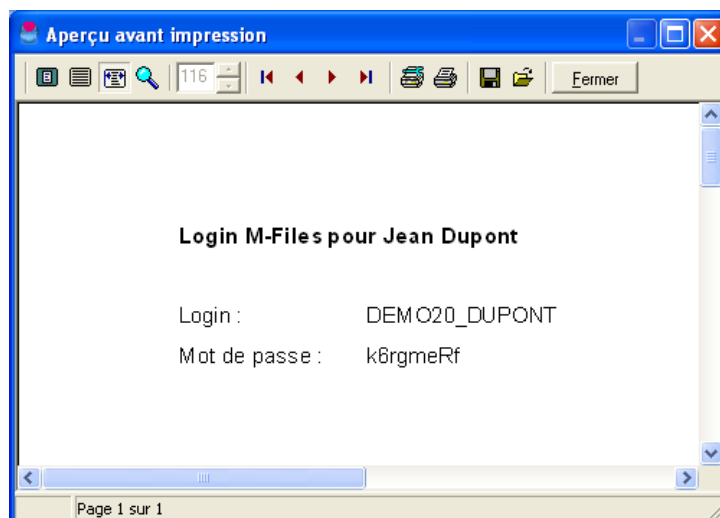 Aperçu avant impression
116
Fermer
Login M-Files pour Jean Dupont
Login : DEMO20_DUPONT
Mot de passe : k6rgmeRf
Page 1 sur 1